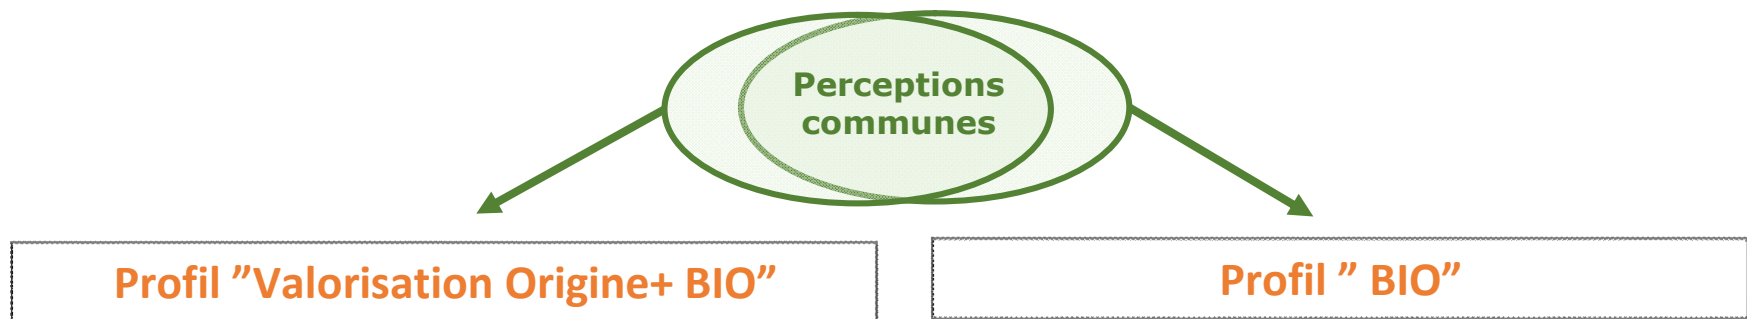 Perceptions
communes
Profil ”Valorisation Origine+ BIO”
Profil ” BIO”